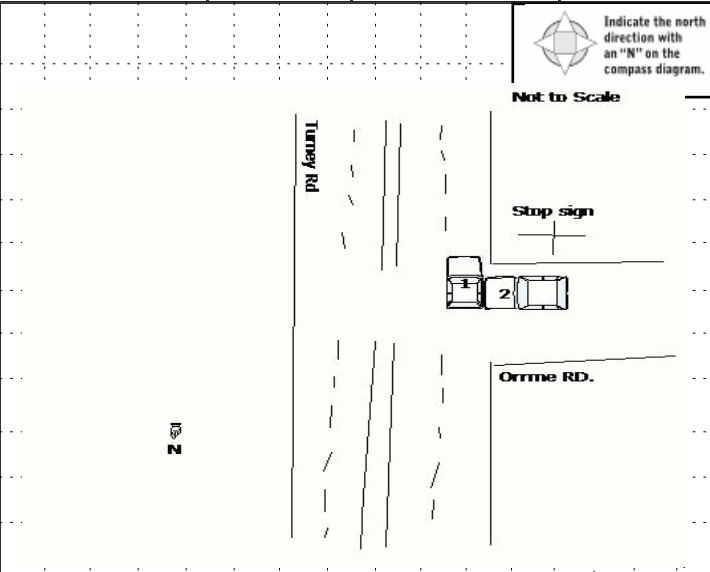 Indicate the north
direction with
an “N” on the
compass diagram.
Not to Scale
Turney Rd
Stop sign
1
2
Orrme RD.
N